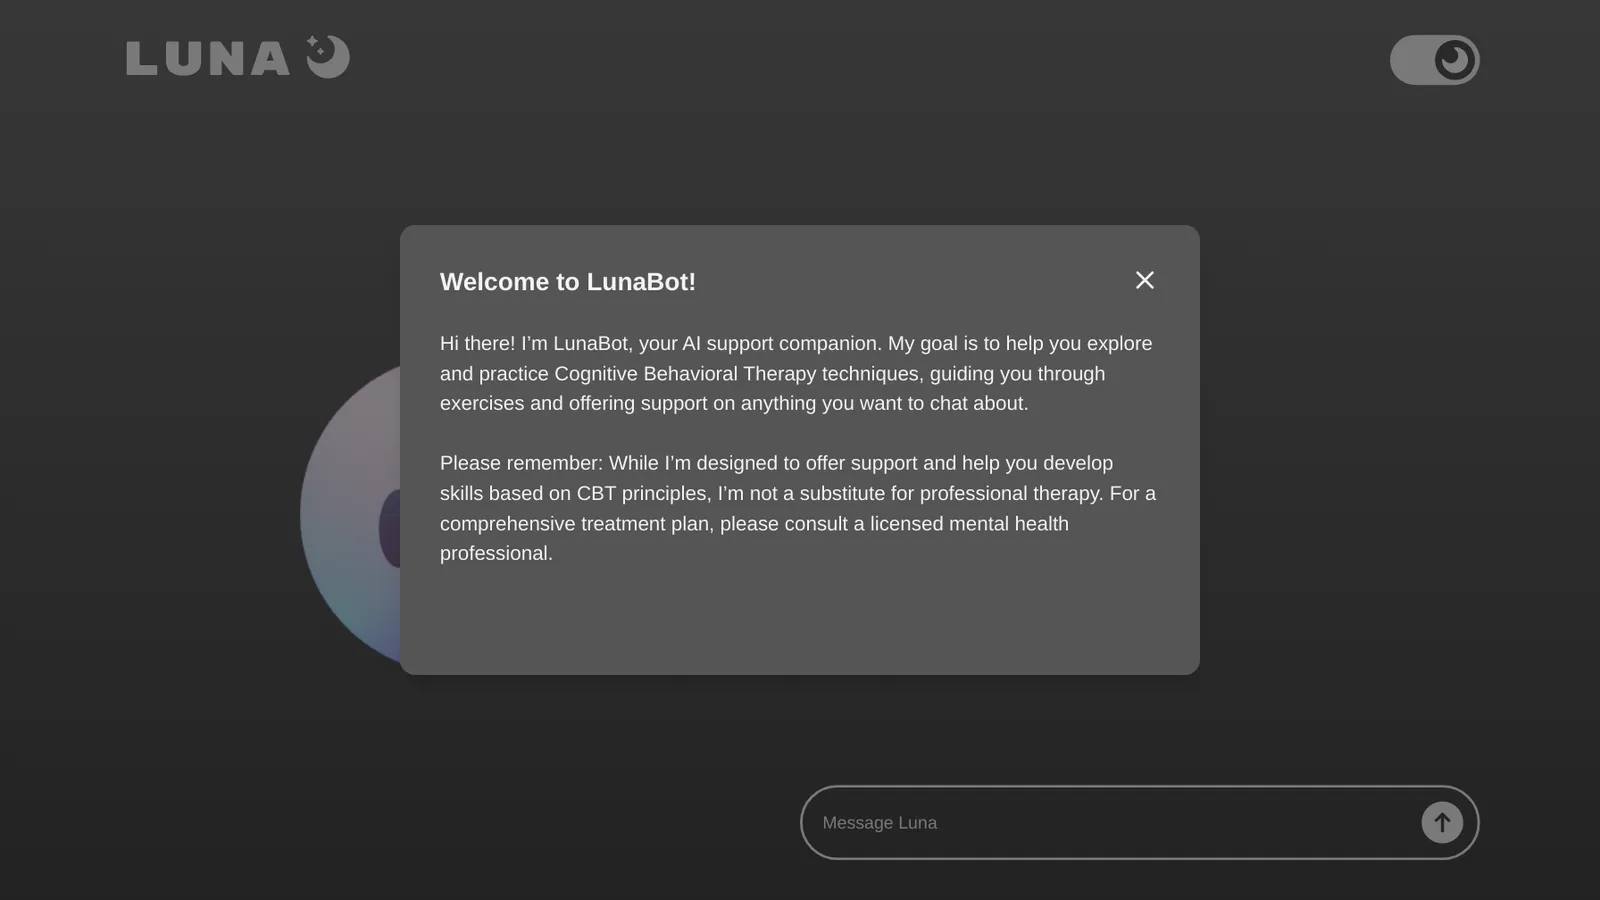 LUNA
Welcome to LunaBot!
Hi there! I’m LunaBot, your AI support companion. My goal is to help you explore
and practice Cognitive Behavioral Therapy techniques, guiding you through
exercises and offering support on anything you want to chat about.
Please remember: While I’m designed to offer support and help you develop
skills based on CBT principles, I’m not a substitute for professional therapy. For a
comprehensive treatment plan, please consult a licensed mental health
professional.
Message Luna